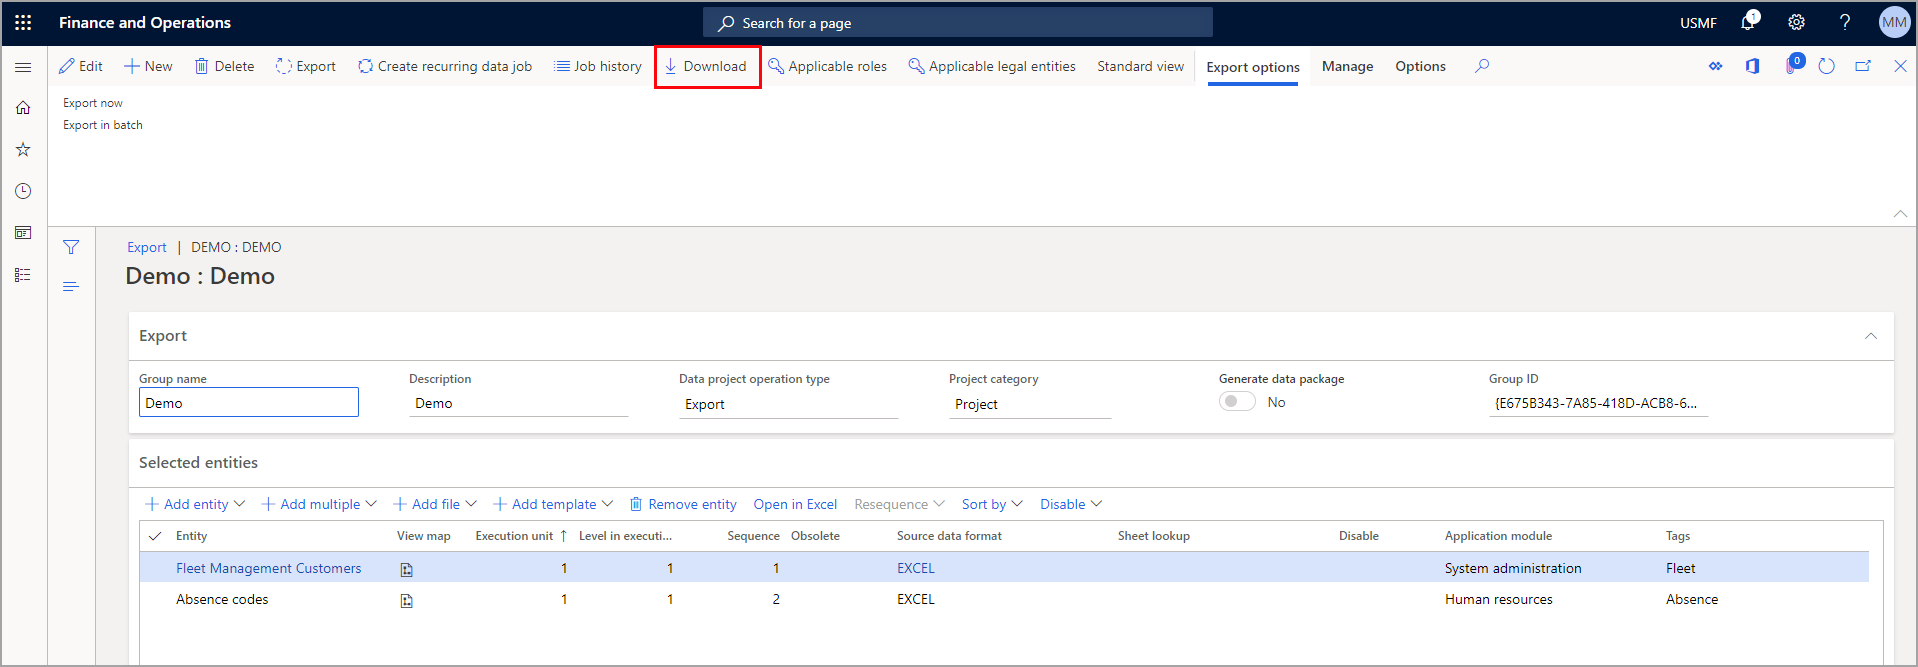 Finance and Operations
Search for a page
USMF
1
?
MM
Edit
New
Delete
Export
Create recurring data job
Job history
Download
Applicable roles
Applicable legal entities
Standard view
Export options
Manage
Options
0
Export now
Export in batch
Export | DEMO : DEMO
Demo : Demo
Export
Group name
Description
Data project operation type
Project category
Generate data package
Group ID
Demo
Demo
Export
Project
No
{E675B343-7A85-418D-ACB8-6...
Selected entities
Add entity
Add multiple
Add file
Add template
Remove entity
Open in Excel
Resequence
Sort by
Disable
Entity View map Execution unit ↑ Level in executi... Sequence Obsolete Source data format Sheet lookup Disable Application module Tags
Fleet Management Customers 1 1 1 EXCEL System administration Fleet
Absence codes 1 1 2 EXCEL Human resources Absence